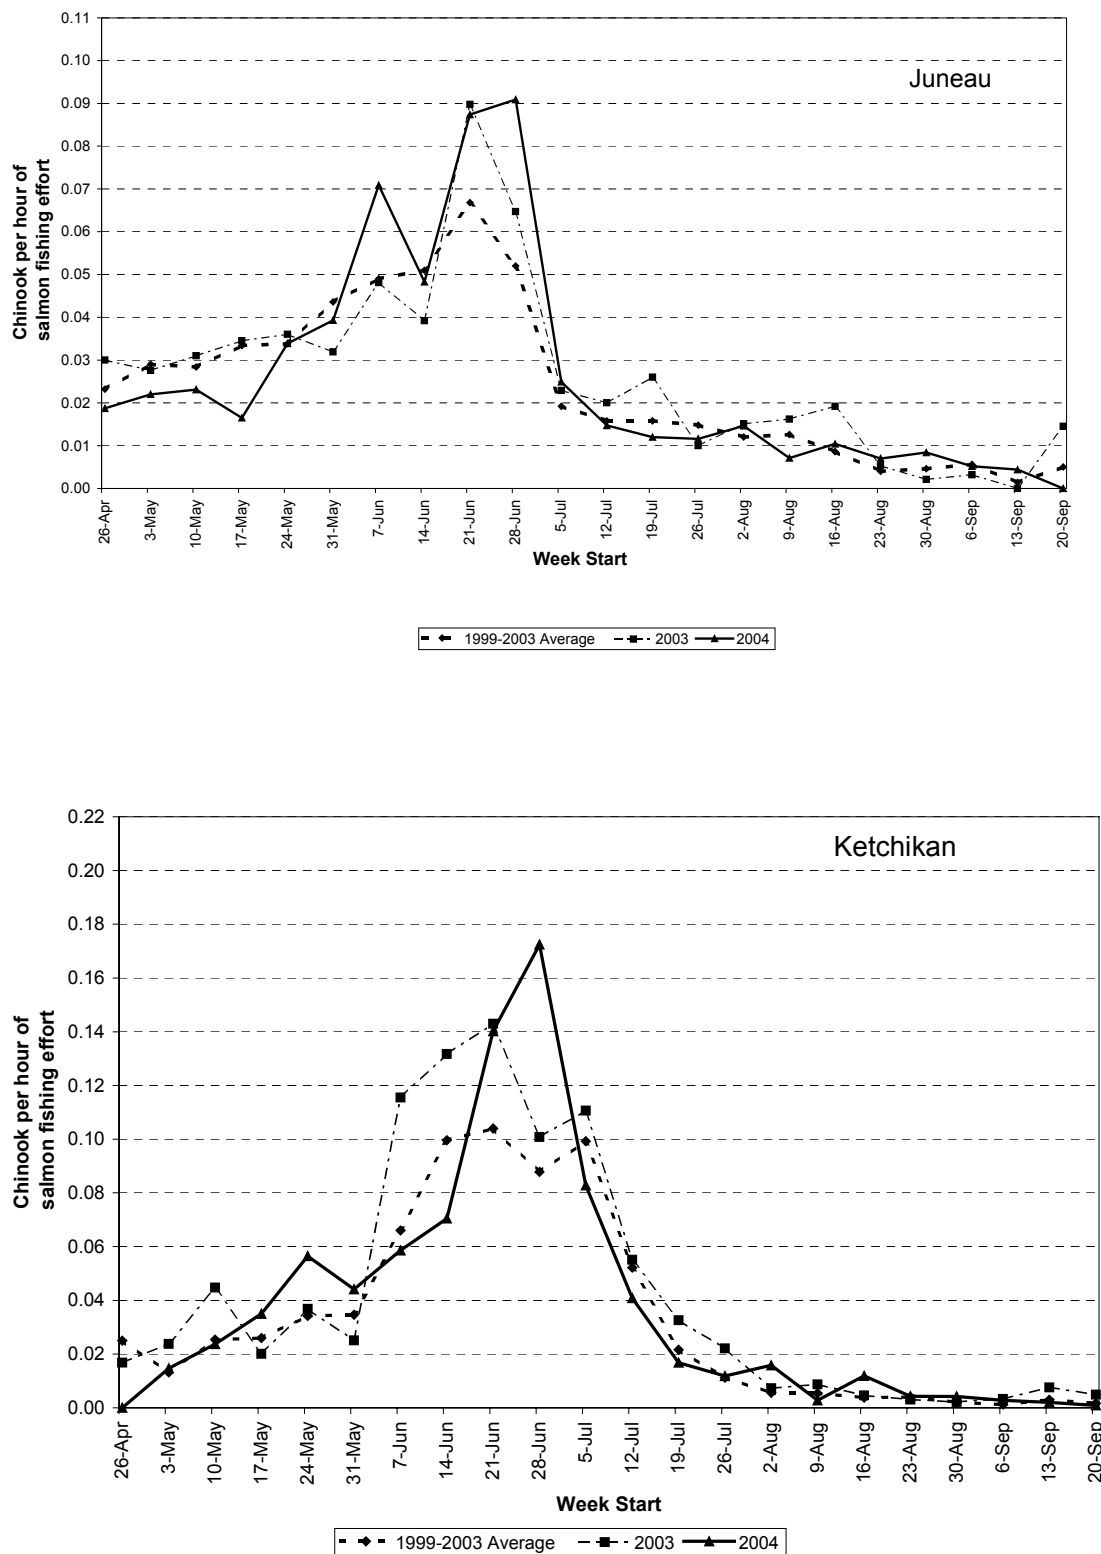 Juneau
Chinook per hour of
salmon fishing effort
0.11
0.10
0.09
0.08
0.07
0.06
0.05
0.04
0.03
0.02
0.01
0.00
26-Apr
3-May
10-May
17-May
24-May
31-May
7-Jun
14-Jun
21-Jun
28-Jun
5-Jul
12-Jul
19-Jul
26-Jul
2-Aug
9-Aug
16-Aug
23-Aug
30-Aug
6-Sep
13-Sep
20-Sep
Week Start
1999-2003 Average 2003 2004
Ketchikan
Chinook per hour of
salmon fishing effort
0.22
0.20
0.18
0.16
0.14
0.12
0.10
0.08
0.06
0.04
0.02
0.00
26-Apr
3-May
10-May
17-May
24-May
31-May
7-Jun
14-Jun
21-Jun
28-Jun
5-Jul
12-Jul
19-Jul
26-Jul
2-Aug
9-Aug
16-Aug
23-Aug
30-Aug
6-Sep
13-Sep
20-Sep
Week Start
1999-2003 Average 2003 2004